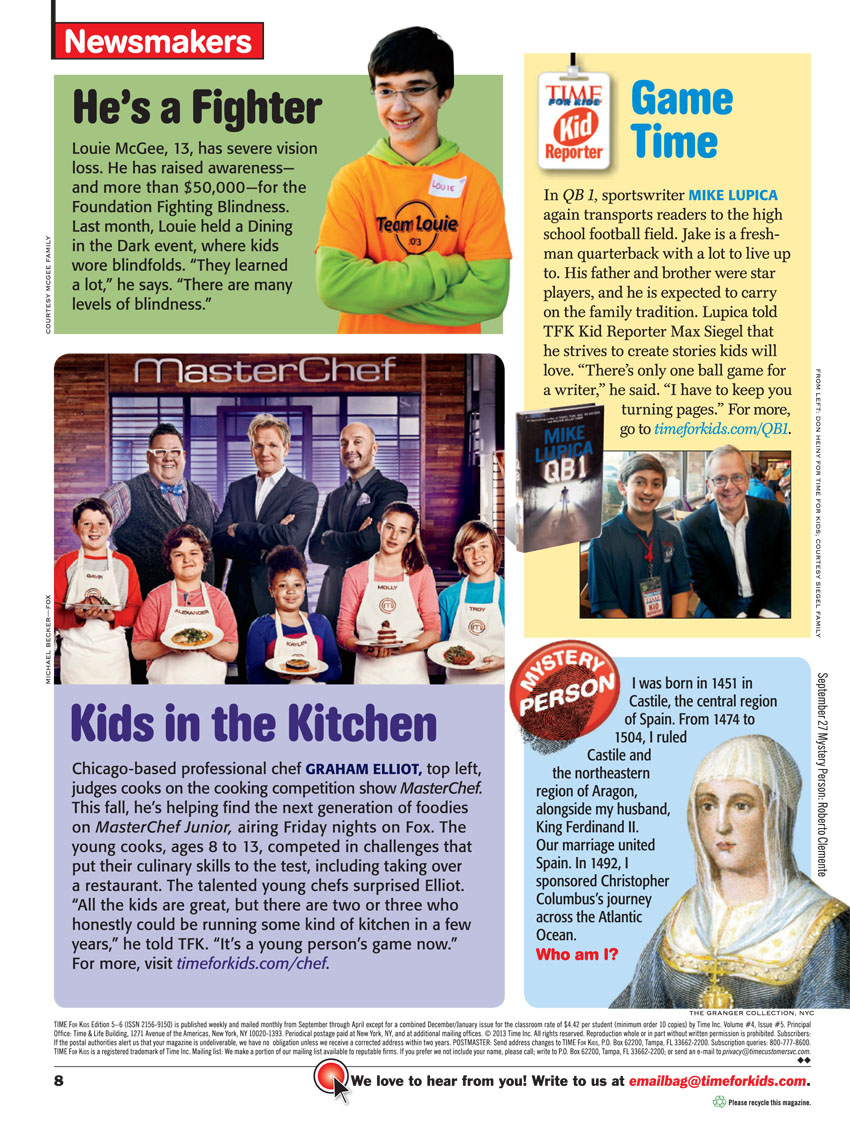 Newsmakers
He's a Fighter
Louie McGee, 13, has severe vision
loss. He has raised awareness—
and more than $50,000—for the
Foundation Fighting Blindness.
Last month, Louie held a Dining
in the Dark event, where kids
wore blindfolds. “They learned
a lot,” he says. “There are many
levels of blindness.”
COURTESY MCGEE FAMILY
LOUIE
Team Louie
TIME
FOR KIDS
Kid
Reporter
Game
Time
In QB 1, sportswriter MIKE LUPICA
again transports readers to the high
school football field. Jake is a fresh-
man quarterback with a lot to live up
to. His father and brother were star
players, and he is expected to carry
on the family tradition. Lupica told
TFK Kid Reporter Max Siegel that
he strives to create stories kids will
love. “There's only one ball game for
a writer,” he said. “I have to keep you
turning pages.” For more,
go to timeforkids.com/QB1.
MIKE
LUPICA
QB1
KID
REPORTER
FROM LEFT: DON HEINY FOR TIME FOR KIDS; COURTESY SIEGEL FAMILY
MasterChef
GAVIN
ALEXANDER
KAYLEN
MOLLY
TROY
MICHAEL BECKER—FOX
Kids in the Kitchen
Chicago-based professional chef GRAHAM ELLIOT, top left,
judges cooks on the cooking competition show MasterChef.
This fall, he's helping find the next generation of foodies
on MasterChef Junior, airing Friday nights on Fox. The
young cooks, ages 8 to 13, competed in challenges that
put their culinary skills to the test, including taking over
a restaurant. The talented young chefs surprised Elliot.
“All the kids are great, but there are two or three who
honestly could be running some kind of kitchen in a few
years,” he told TFK. “It's a young person's game now.”
For more, visit timeforkids.com/chef.
MYSTERY
PERSON
I was born in 1451 in
Castile, the central region
of Spain. From 1474 to
1504, I ruled
Castile and
the northeastern
region of Aragon,
alongside my husband,
King Ferdinand II.
Our marriage united
Spain. In 1492, I
sponsored Christopher
Columbus's journey
across the Atlantic
Ocean.
Who am I?
September 27 Mystery Person: Roberto Clemente
THE GRANGER COLLECTION, NYC
TIME FOR KIDS Edition 5–6 (ISSN 2156-9150) is published weekly and mailed monthly from September through April except for a combined December/January issue for the classroom rate of $4.42 per student (minimum order 10 copies) by Time Inc. Volume #4, Issue #5. Principal
Office: Time & Life Building, 1271 Avenue of the Americas, New York, NY 10020-1393. Periodical postage paid at New York, NY, and at additional mailing offices. © 2013 Time Inc. All rights reserved. Reproduction whole or in part without written permission is prohibited. Subscribers:
If the postal authorities alert us that your magazine is undeliverable, we have no obligation unless we receive a corrected address within two years. POSTMASTER: Send address changes to TIME FOR KIDS, P.O. Box 62200, Tampa, FL 33662-2200. Subscription queries: 800-777-8600.
TIME FOR KIDS is a registered trademark of Time Inc. Mailing list: We make a portion of our mailing list available to reputable firms. If you prefer we not include your name, please call; write to P.O. Box 62200, Tampa, FL 33662-2200; or send an e-mail to privacy@timecustomersvc.com.
8
We love to hear from you! Write to us at emailbag@timeforkids.com.
Please recycle this magazine.